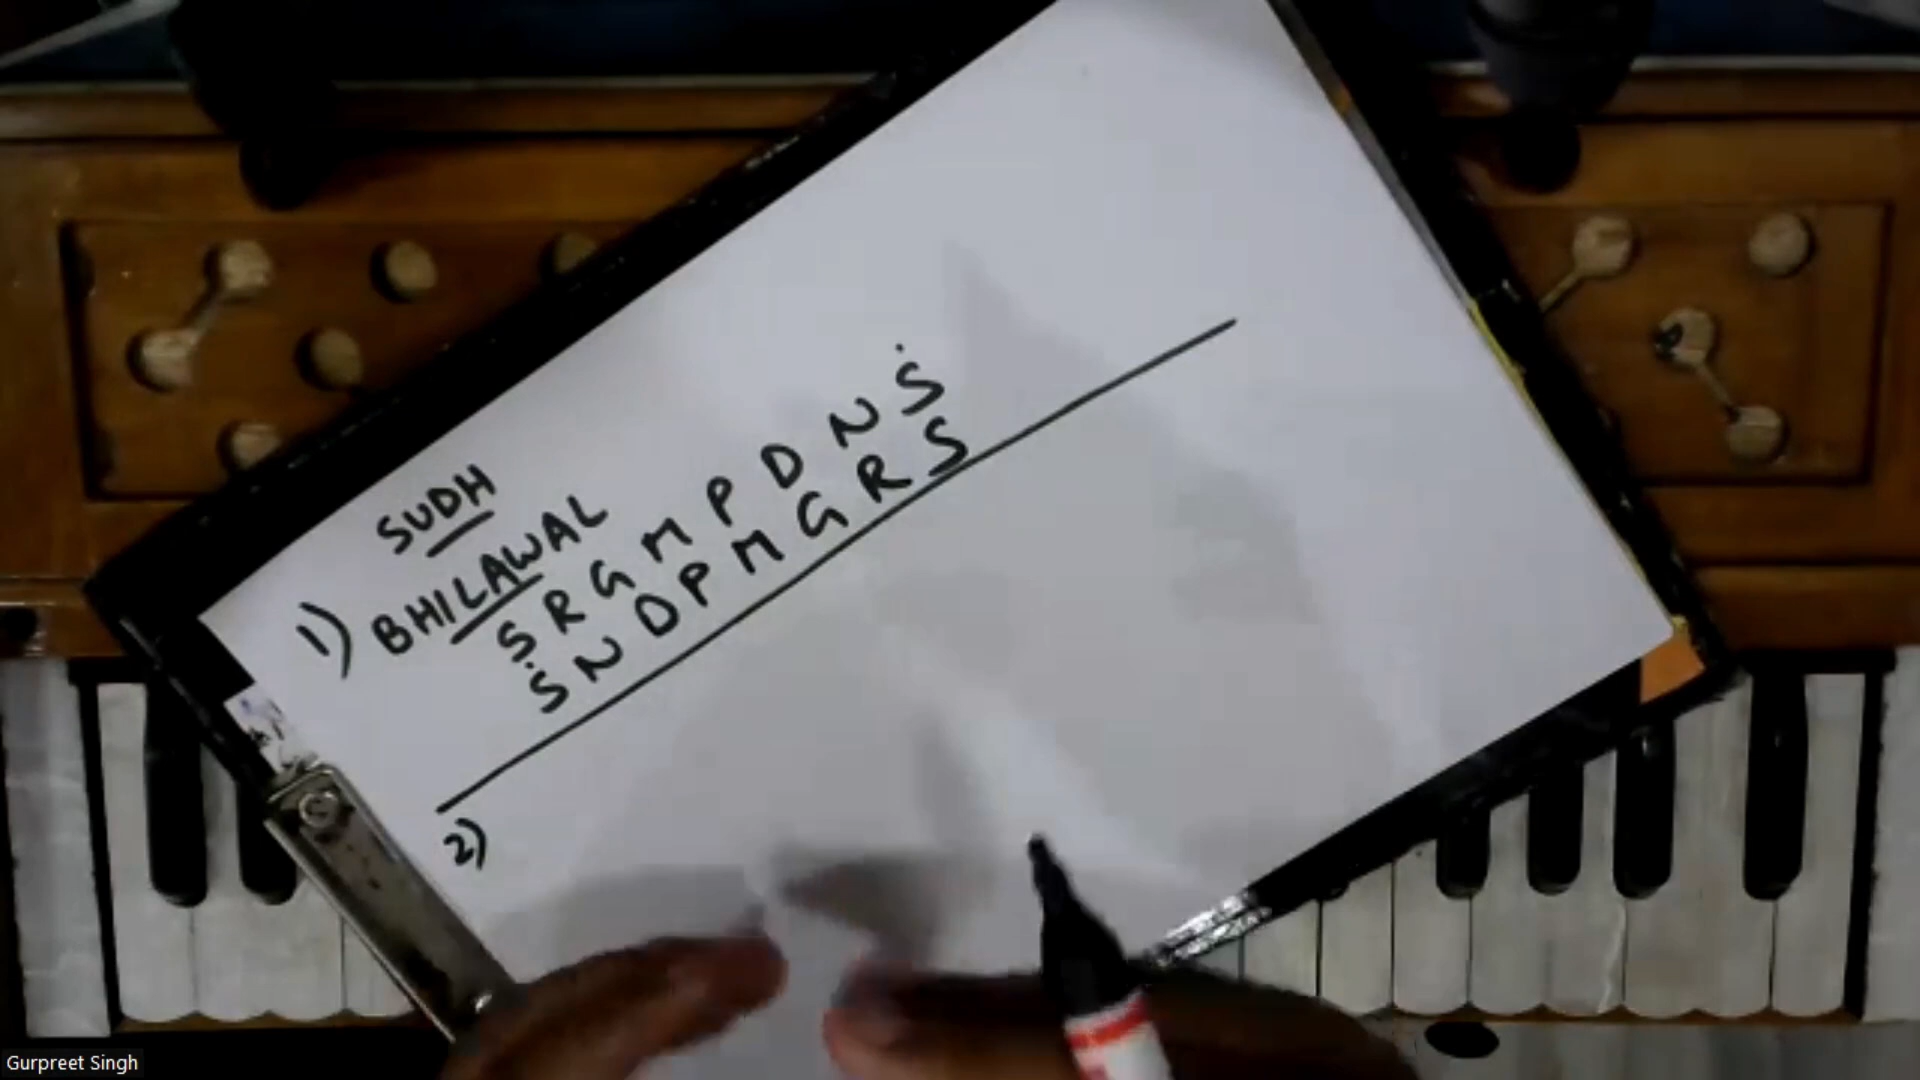 SUDH
1) BHILAWAL
S R G M P D N Ṡ
Ṡ N D P M G R S
2)
Gurpreet Singh